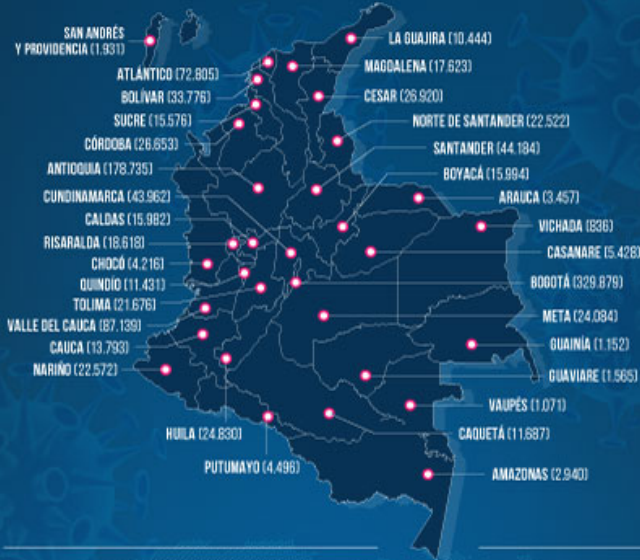 SAN ANDRÉS
Y PROVIDENCIA (1.931)
ATLÁNTICO (72.805)
BOLÍVAR (33.776)
SUCRE (15.576)
CÓRDOBA (26.653)
ANTIOQUIA (178.735)
CUNDINAMARCA (43.962)
CALDAS (15.982)
RISARALDA (18.618)
CHOCÓ (4.216)
QUINDÍO (11.431)
TOLIMA (21.676)
VALLE DEL CAUCA (87.139)
CAUCA (13.793)
NARIÑO (22.572)
HUILA (24.830)
PUTUMAYO (4.496)
LA GUAJIRA (10.444)
MAGDALENA (17.623)
CESAR (26.920)
NORTE DE SANTANDER (22.522)
SANTANDER (44.184)
BOYACÁ (15.994)
ARAUCA (3.457)
VICHADA (836)
CASANARE (5.428)
BOGOTÁ (329.879)
META (24.084)
GUAINÍA (1.152)
GUAVIARE (1.565)
VAUPÉS (1.071)
CAQUETÁ (11.687)
AMAZONAS (2.940)